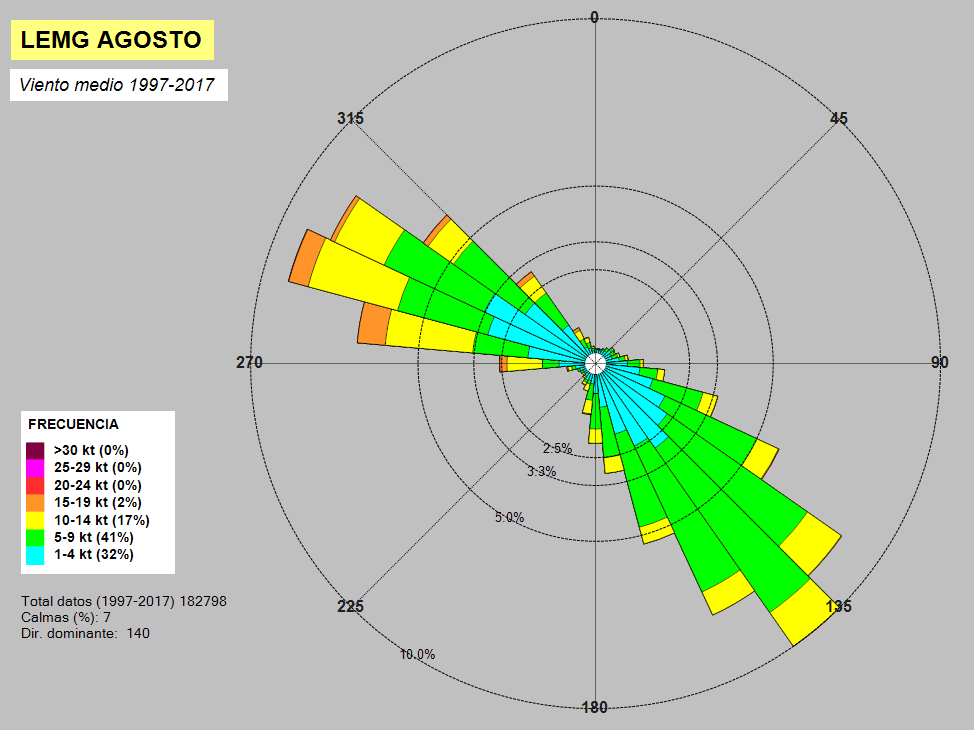 LEMG AGOSTO
Viento medio 1997-2017
0
45
90
135
180
225
270
315
2.5%
3.3%
5.0%
10.0%
FRECUENCIA
>30 kt (0%)
25-29 kt (0%)
20-24 kt (0%)
15-19 kt (2%)
10-14 kt (17%)
5-9 kt (41%)
1-4 kt (32%)
Total datos (1997-2017) 182798
Calmas (%): 7
Dir. dominante: 140